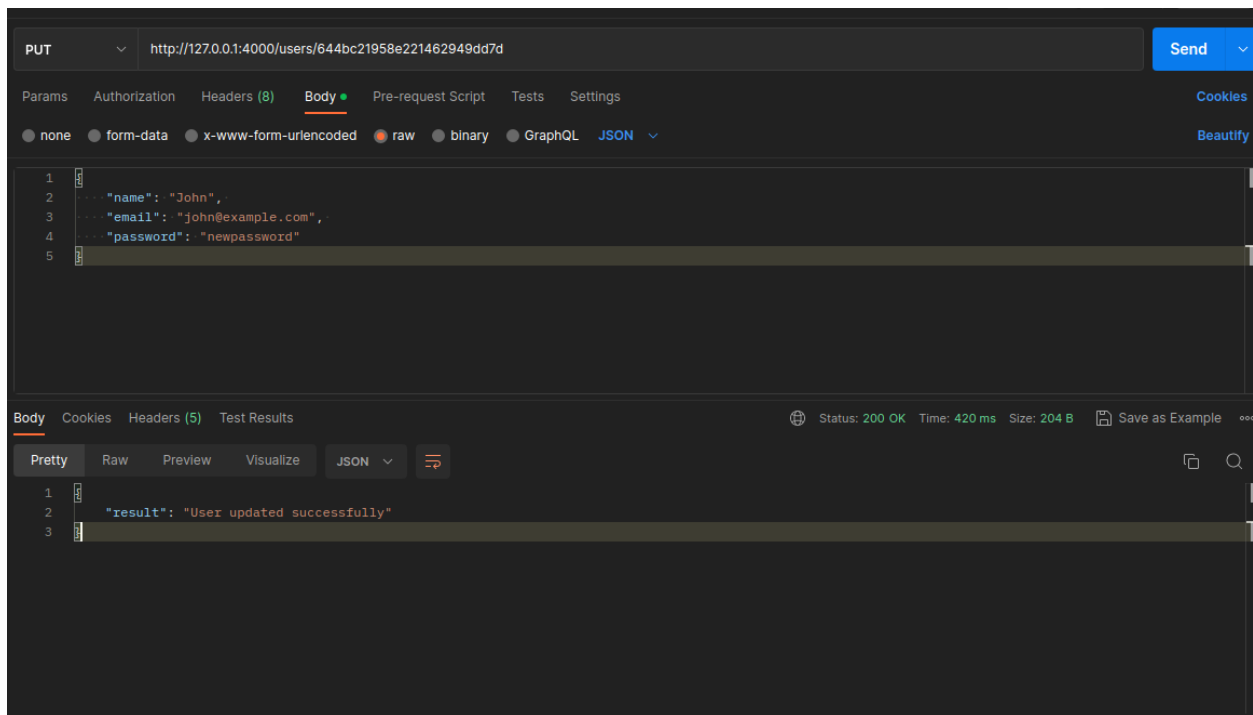 PUT http://127.0.0.1:4000/users/644bc21958e221462949dd7d Send
Params Authorization Headers (8) Body Pre-request Script Tests Settings Cookies
none form-data x-www-form-urlencoded raw binary GraphQL JSON Beautify
1 {
2 "name": "John",
3 "email": "john@example.com",
4 "password": "newpassword"
5 }
Body Cookies Headers (5) Test Results Status: 200 OK Time: 420 ms Size: 204 B Save as Example
Pretty Raw Preview Visualize JSON
1 {
2 "result": "User updated successfully"
3 }